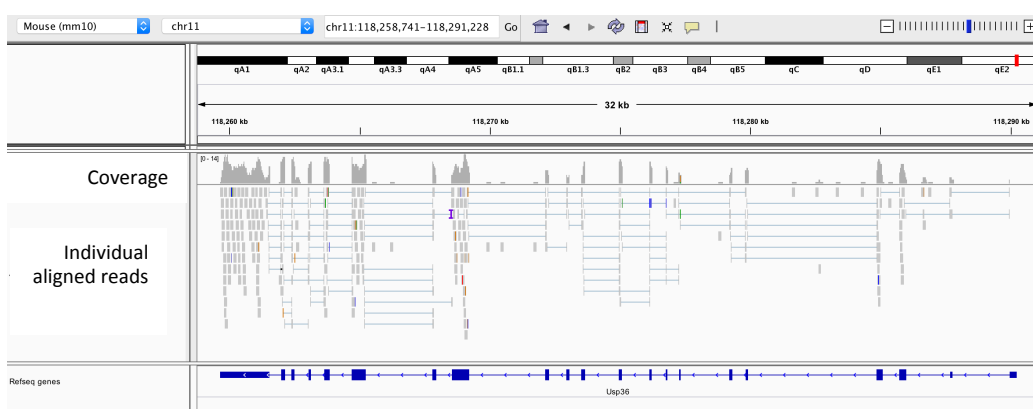 Mouse (mm10) chr11 chr11:118,258,741-118,291,228 Go
qA1 qA2 qA3.1 qA3.3 qA4 qA5 qB1.1 qB1.3 qB2 qB3 qB4 qB5 qC qD qE1 qE2
32 kb
118,260 kb 118,270 kb 118,280 kb 118,290 kb
[0 - 14]
Coverage
Individual
aligned reads
Refseq genes
Usp36